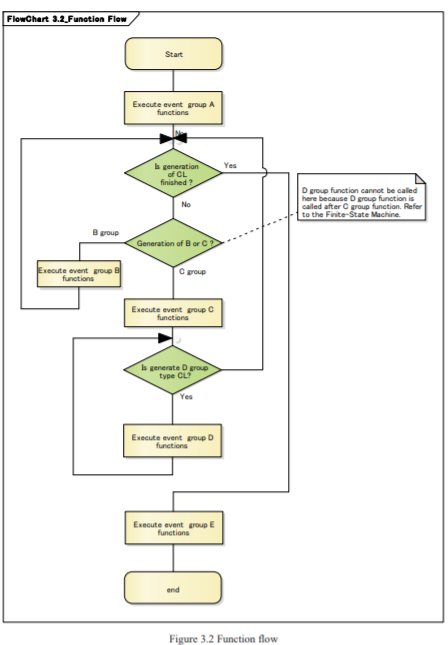 FlowChart 3.2_Function Flow
Start
Execute event group A
functions
No
Is generation
of CL
finished ?
Yes
No
D group function cannot be called
here because D group function is
called after C group function. Refer
to the Finite-State Machine.
B group
Generation of B or C ?
C group
Execute event group B
functions
Execute event group C
functions
Is generate D group
type CL?
Yes
Execute event group D
functions
Execute event group E
functions
end
Figure 3.2 Function flow